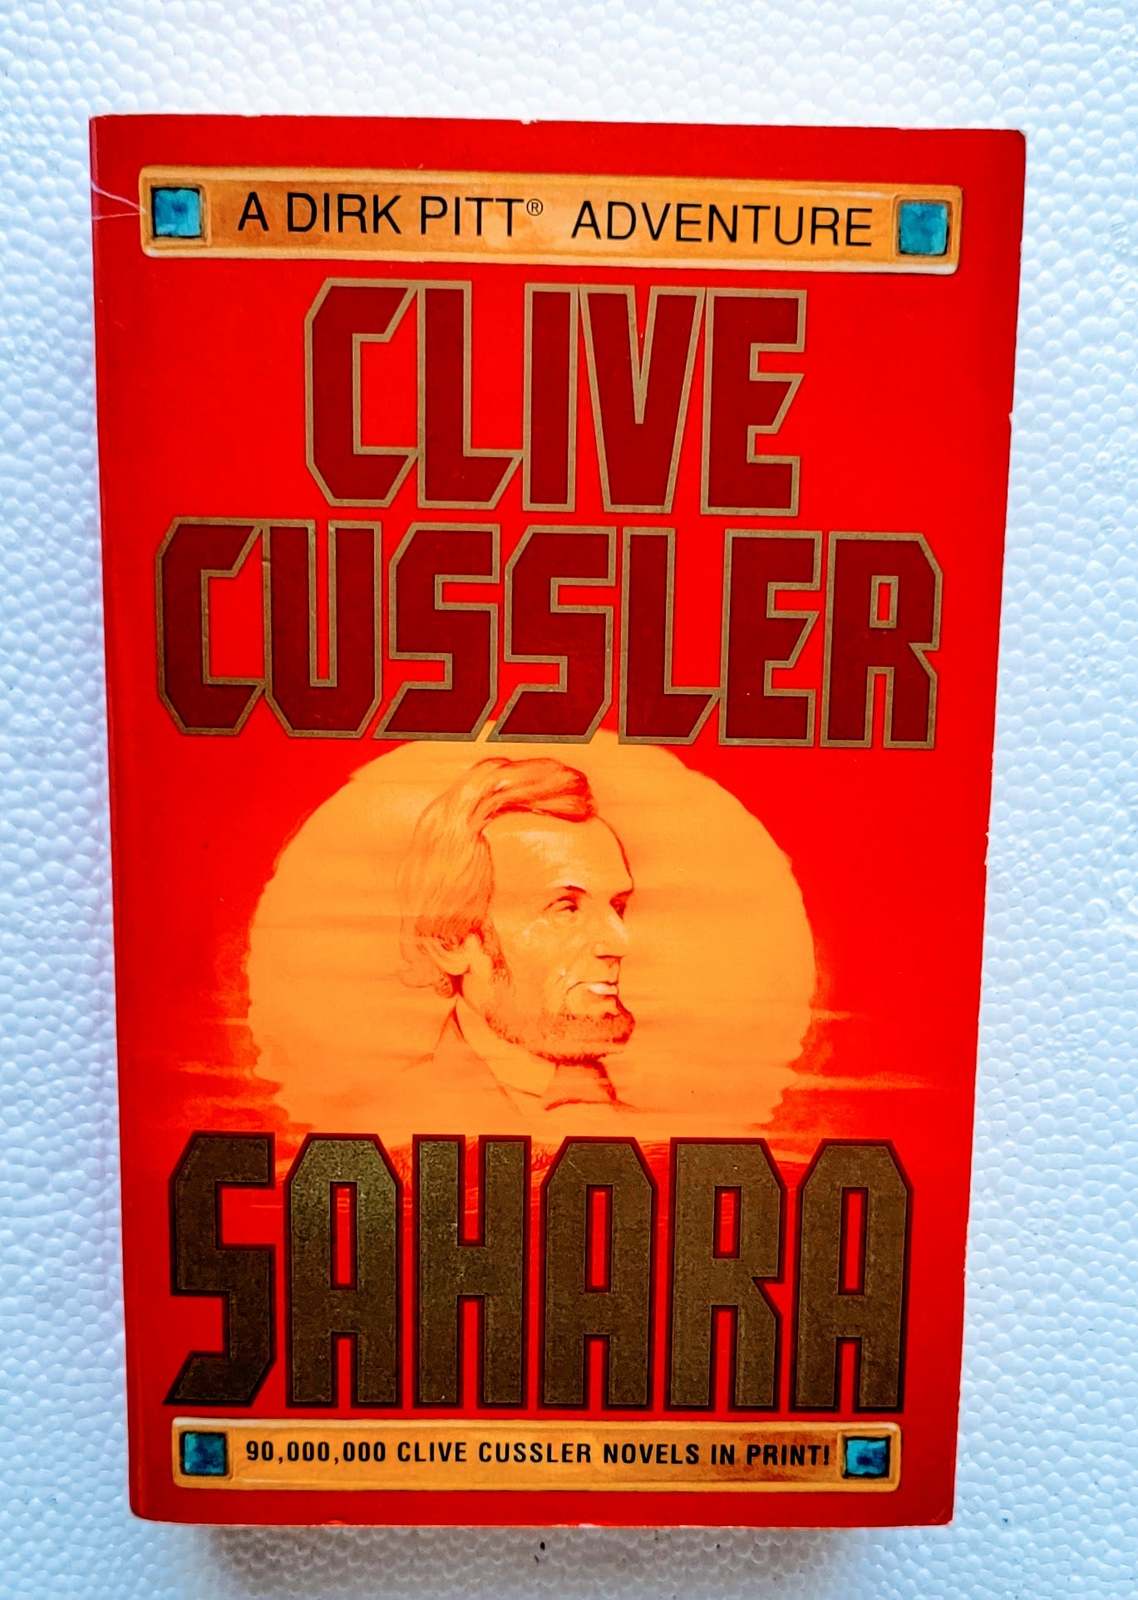 A DIRK PITT® ADVENTURE
CLIVE
CUSSLER
SAHARA
90,000,000 CLIVE CUSSLER NOVELS IN PRINT!